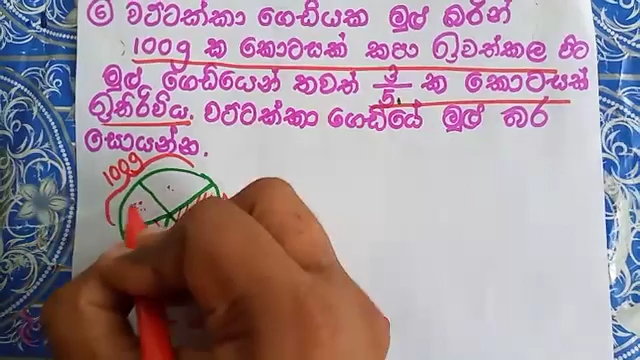 ⑥ වට්ටක්කා ගෙඩියක මුල් බරින්
100g ක කොටසක් කපා ඉවත්කල විට
මුල් ගෙඩියෙන් තවත් 3/5 ක කොටසක්
ඉතිරිවිය. වට්ටක්කා ගෙඩියේ මුල් බර
සොයන්න.
100g